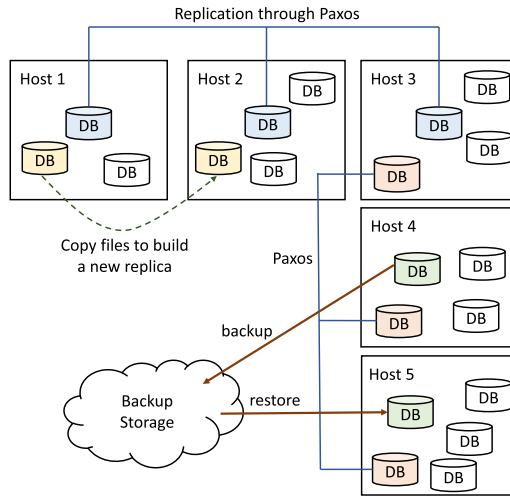 Replication through Paxos
Host 1
DB
DB
DB
Host 2
DB
DB
DB
DB
Host 3
DB
DB
DB
DB
Copy files to build
a new replica
Paxos
Host 4
DB
DB
DB
DB
backup
Backup
Storage
restore
Host 5
DB
DB
DB
DB
DB